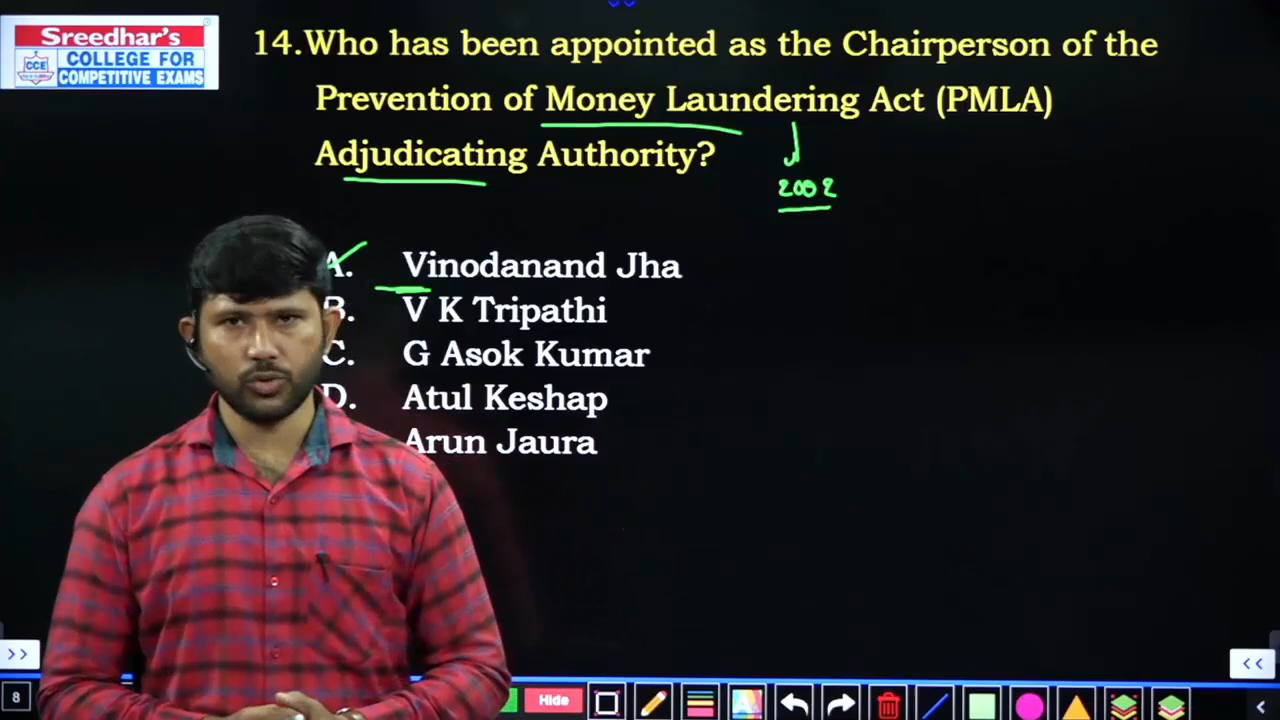 Sreedhar's
CCE
COLLEGE FOR
COMPETITIVE EXAMS
14.Who has been appointed as the Chairperson of the
Prevention of Money Laundering Act (PMLA)
Adjudicating Authority?
2002
A. Vinodanand Jha
B. V K Tripathi
C. G Asok Kumar
D. Atul Keshap
Arun Jaura
>>
<<
8
Hide
<